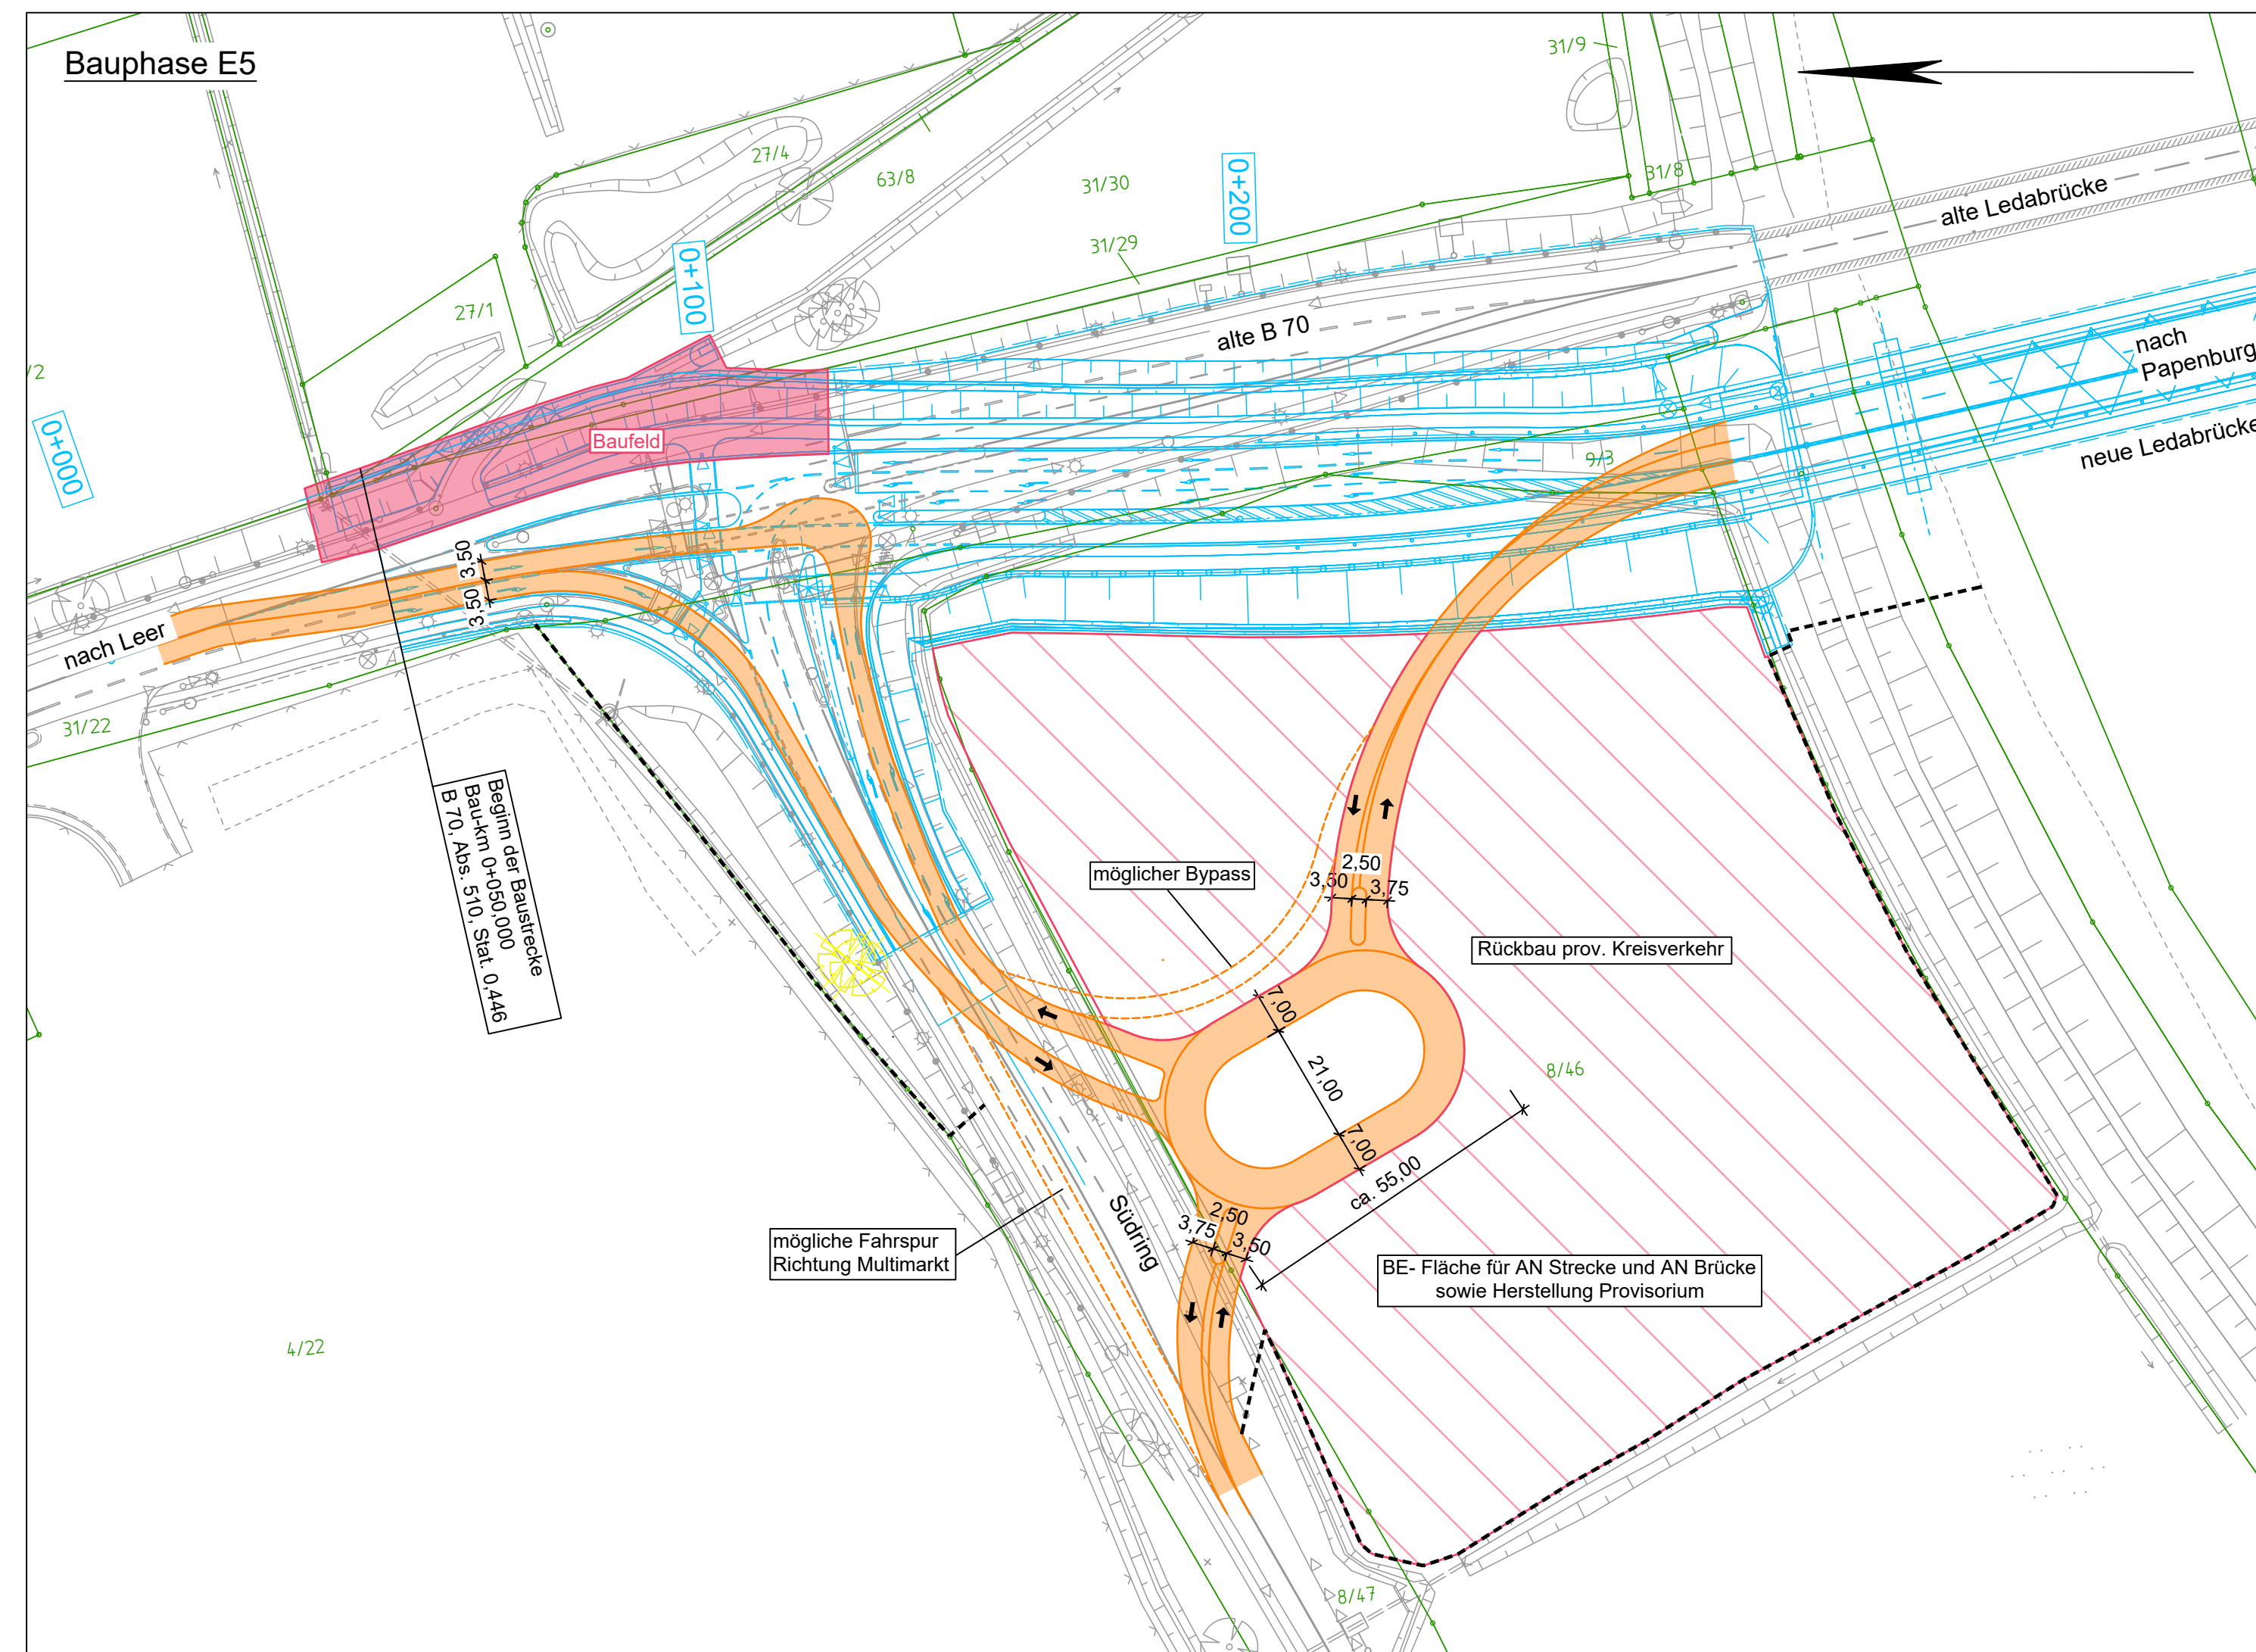 Bauphase E5
31/9
27/4
63/8
31/30
0+200
31/8
alte Ledabrücke
31/29
0+100
27/1
alte B 70
nach
Papenburg
/2
0+000
Baufeld
9/3
neue Ledabrücke
3,50
3,50
nach Leer
31/22
Beginn der Baustrecke
Bau-km 0+050,000
B 70, Abs. 510, Stat. 0,446
möglicher Bypass
2,50
3,50
3,75
Rückbau prov. Kreisverkehr
7,00
21,00
7,00
8/46
ca. 55,00
Südring
2,50
3,75
3,50
mögliche Fahrspur
Richtung Multimarkt
BE- Fläche für AN Strecke und AN Brücke
sowie Herstellung Provisorium
4/22
8/47